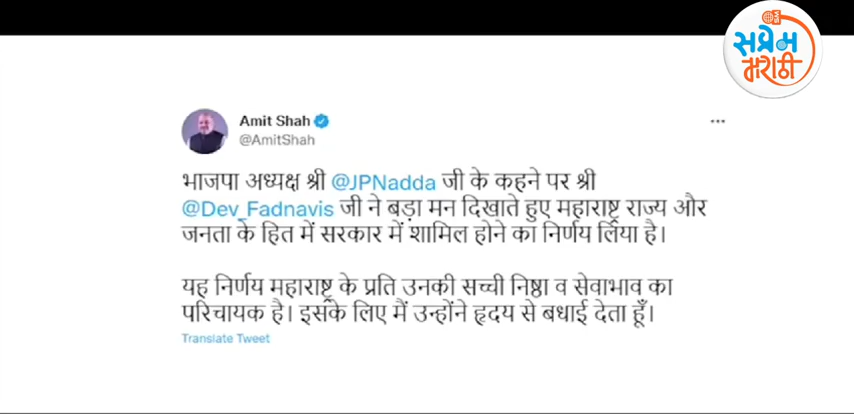 सप्रेम
मराठी
Amit Shah
@AmitShah
भाजपा अध्यक्ष श्री @JPNadda जी के कहने पर श्री
@Dev_Fadnavis जी ने बड़ा मन दिखाते हुए महाराष्ट्र राज्य और
जनता के हित में सरकार में शामिल होने का निर्णय लिया है।
यह निर्णय महाराष्ट्र के प्रति उनकी सच्ची निष्ठा व सेवाभाव का
परिचायक है। इसके लिए मैं उन्होंने हृदय से बधाई देता हूँ।
Translate Tweet